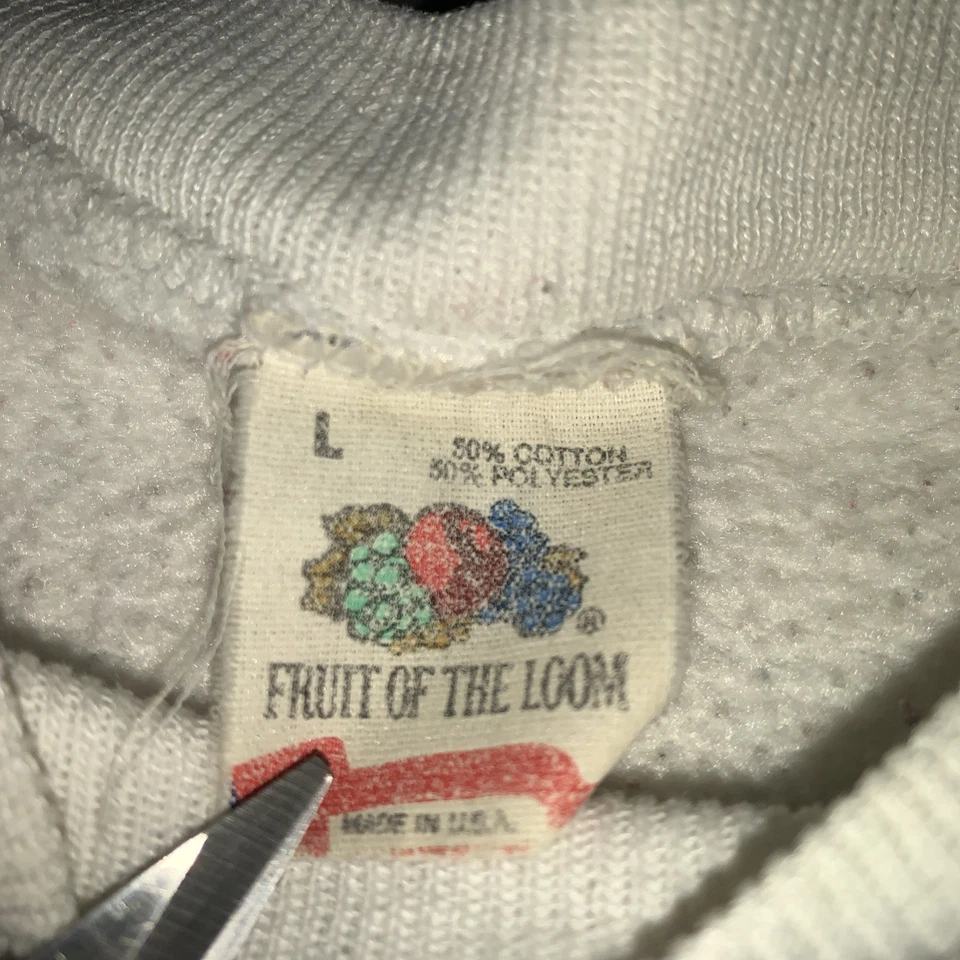 L
50% COTTON
50% POLYESTER
®
FRUIT OF THE LOOM
MADE IN U.S.A.